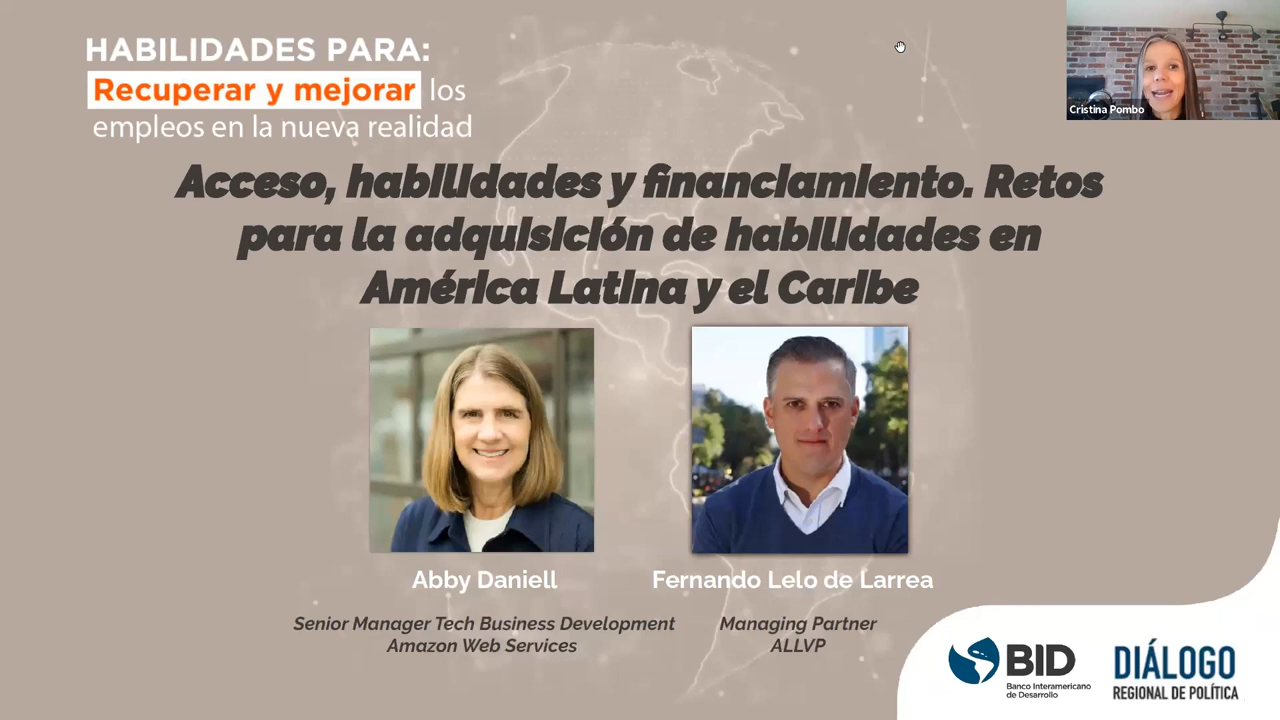 HABILIDADES PARA:
Recuperar y mejorar los
empleos en la nueva realidad
Cristina Pombo
Acceso, habilidades y financiamiento. Retos
para la adquisición de habilidades en
América Latina y el Caribe
Abby Daniell
Senior Manager Tech Business Development
Amazon Web Services
Fernando Lelo de Larrea
Managing Partner
ALLVP
BID
Banco Interamericano
de Desarrollo
DIÁLOGO
REGIONAL DE POLÍTICA